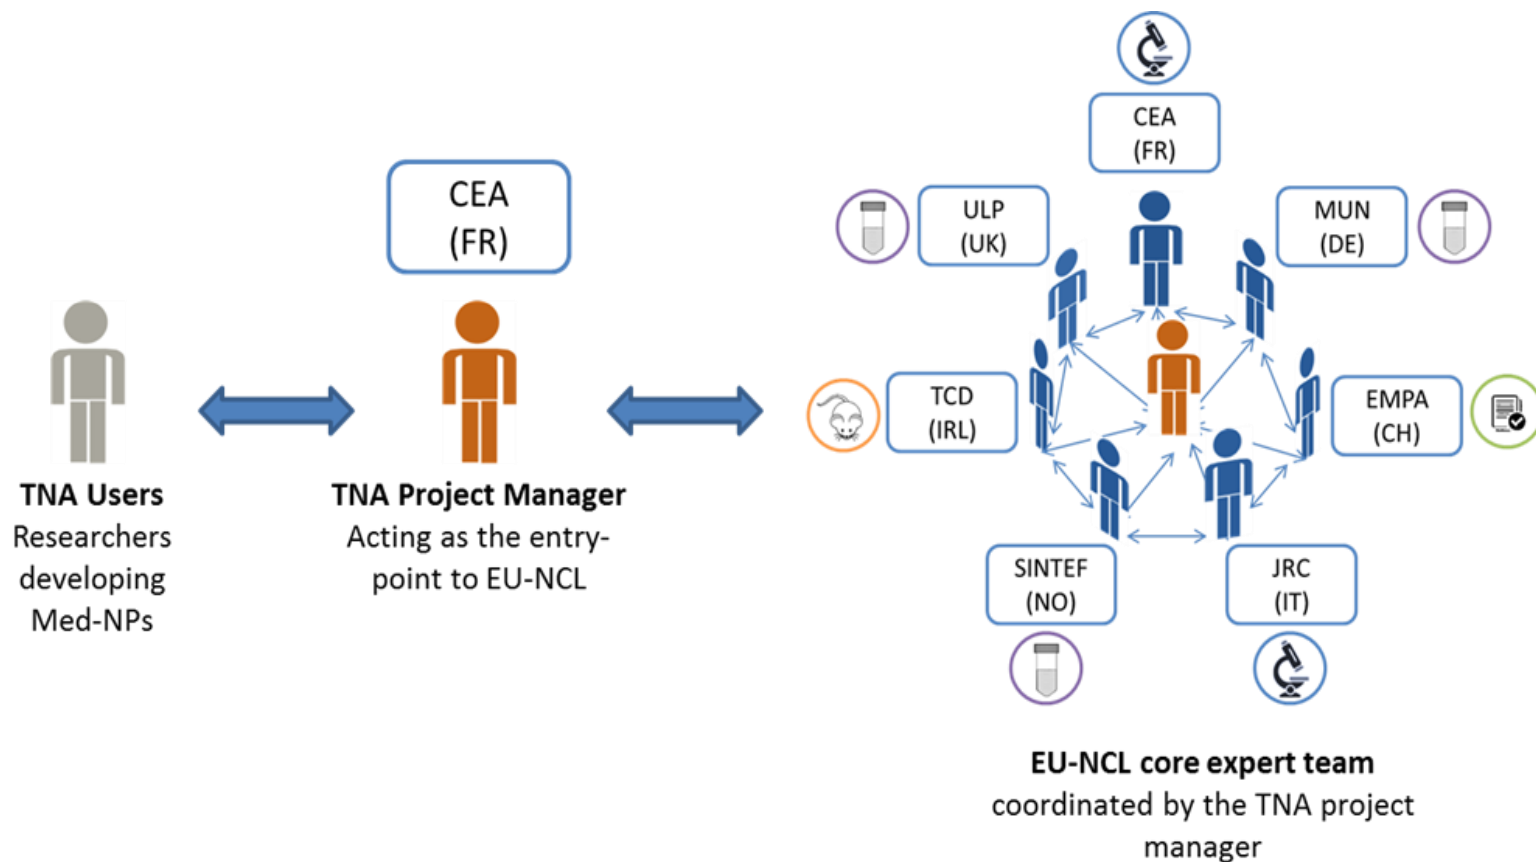 CEA
(FR)
TNA Users
Researchers
developing
Med-NPs
TNA Project Manager
Acting as the entry-
point to EU-NCL
CEA
(FR)
ULP
(UK)
MUN
(DE)
TCD
(IRL)
EMPA
(CH)
SINTEF
(NO)
JRC
(IT)
EU-NCL core expert team
coordinated by the TNA project
manager